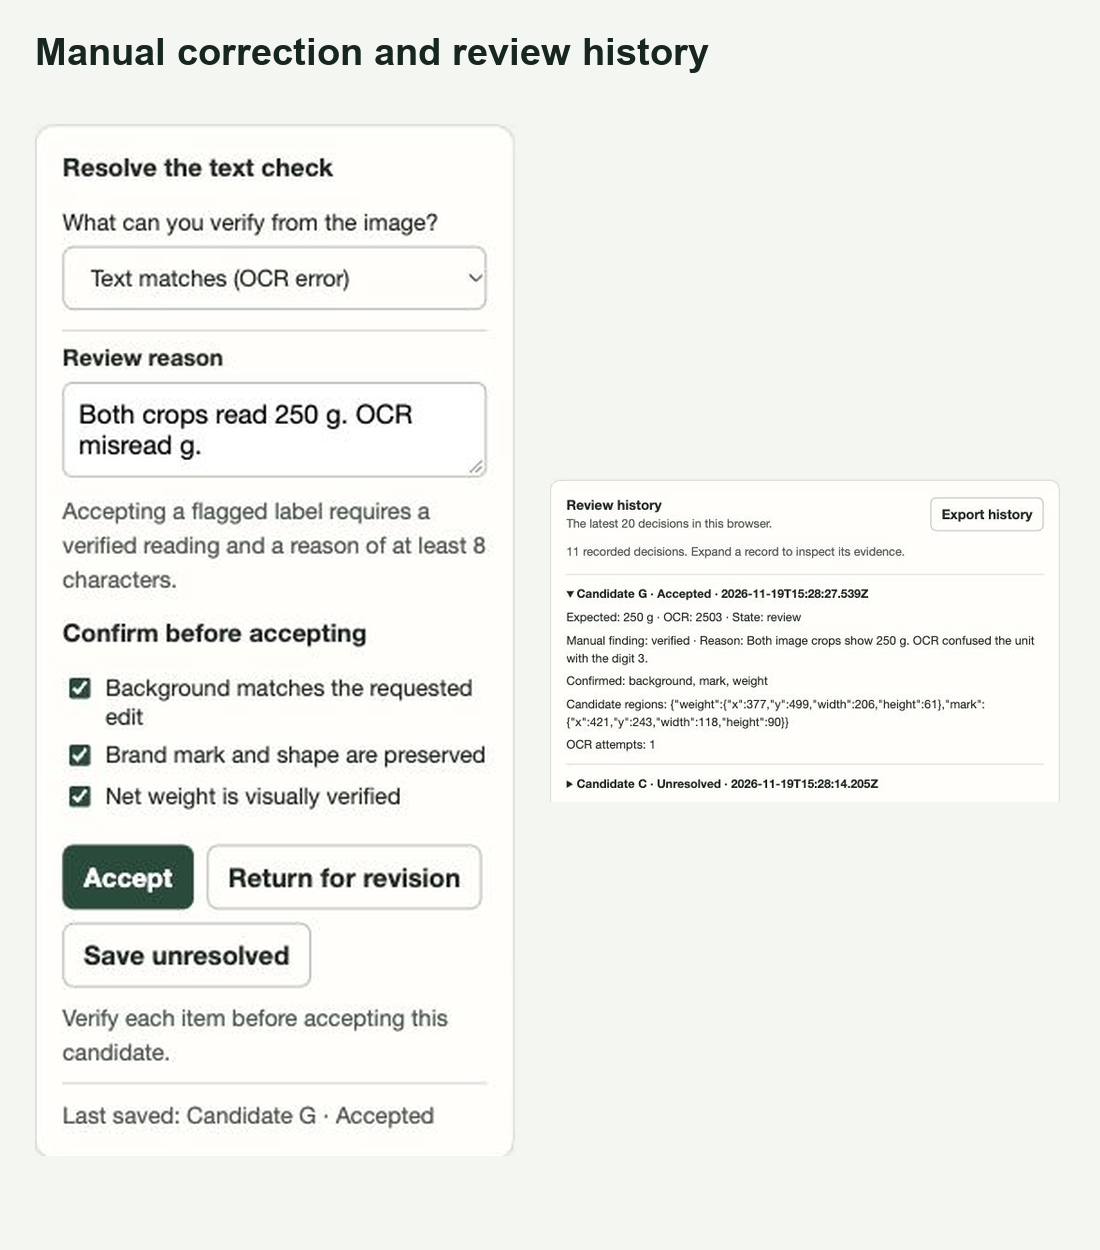 Manual correction and review history
Resolve the text check
What can you verify from the image?
Text matches (OCR error)
Review reason
Both crops read 250 g. OCR
misread g.
Accepting a flagged label requires a
verified reading and a reason of at least 8
characters.
Confirm before accepting
Background matches the requested
edit
Brand mark and shape are preserved
Net weight is visually verified
Accept
Return for revision
Save unresolved
Verify each item before accepting this
candidate.
Last saved: Candidate G · Accepted
Review history
The latest 20 decisions in this browser.
Export history
11 recorded decisions. Expand a record to inspect its evidence.
▼ Candidate G · Accepted · 2026-11-19T15:28:27.539Z
Expected: 250 g · OCR: 2503 · State: review
Manual finding: verified · Reason: Both image crops show 250 g. OCR confused the unit
with the digit 3.
Confirmed: background, mark, weight
Candidate regions: {"weight":{"x":377,"y":499,"width":206,"height":61},"mark":
{"x":421,"y":243,"width":118,"height":90}}
OCR attempts: 1
▶ Candidate C · Unresolved · 2026-11-19T15:28:14.205Z